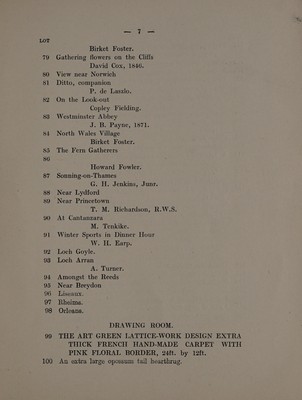 — 7 —
LOT
Birket Foster.
79 Gathering flowers on the Cliffs
David Cox, 1846.
80 View near Norwich
81 Ditto, companion
P. de Laszlo.
82 On the Look-out
Copley Fielding.
83 Westminster Abbey
J. B. Payne, 1871.
84 North Wales Village
Birket Foster.
85 The Fern Gatherers
86
Howard Fowler.
87 Sonning-on-Thames
G. H. Jenkins, Junr.
88 Near Lydford
89 Near Princetown
T. M. Richardson, R.W.S.
90 At Cantanzara
M. Tenkike.
91 Winter Sports in Dinner Hour
W. H. Earp.
92 Loch Goyle.
93 Loch Arran
A. Turner.
94 Amongst the Reeds
95 Near Breydon
96 Liseaux.
97 Rheims.
98 Orleans.
DRAWING ROOM.
99 THE ART GREEN LATTICE-WORK DESIGN EXTRA
THICK FRENCH HAND-MADE CARPET WITH
PINK FLORAL BORDER, 24ft. by 12ft.
100 An extra large opossum tail hearthrug.